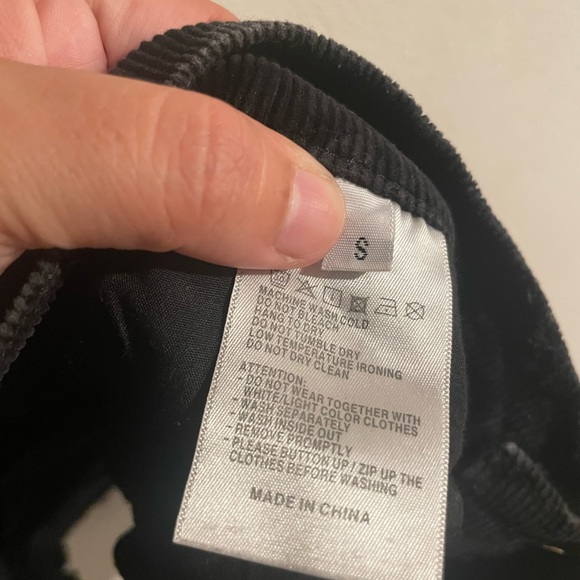 S
MACHINE WASH COLD
DO NOT BLEACH
HANG TO DRY
DO NOT TUMBLE DRY
LOW TEMPERATURE IRONING
DO NOT DRY CLEAN
ATTENTION:
- DO NOT WEAR TOGETHER WITH
WHITE/LIGHT COLOR CLOTHES
- WASH SEPARATELY
- WASH INSIDE OUT
- REMOVE PROMPTLY
- PLEASE BUTTON UP / ZIP UP THE
CLOTHES BEFORE WASHING
MADE IN CHINA